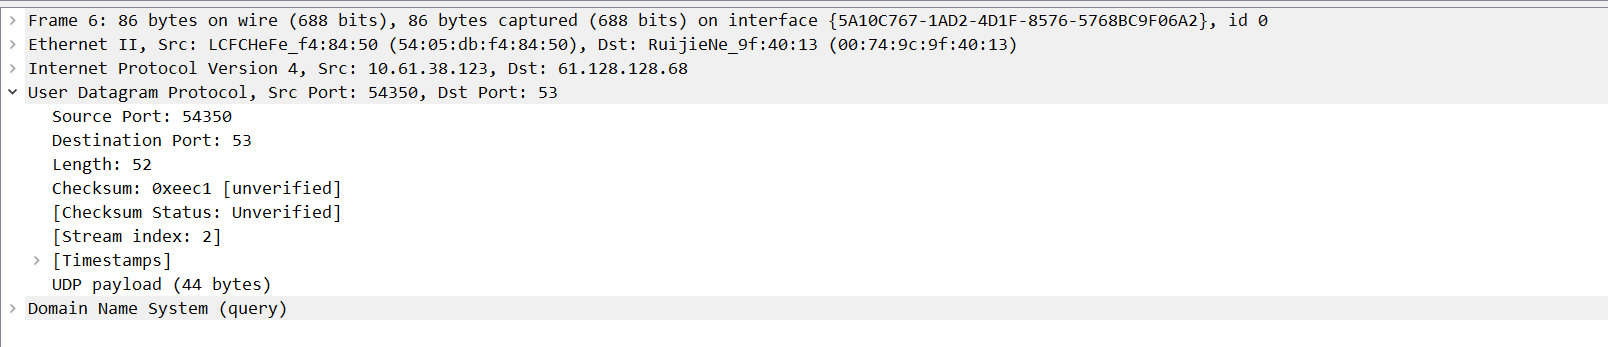 Frame 6: 86 bytes on wire (688 bits), 86 bytes captured (688 bits) on interface {5A10C767-1AD2-4D1F-8576-5768BC9F06A2}, id 0
Ethernet II, Src: LCFCHeFe_f4:84:50 (54:05:db:f4:84:50), Dst: RuijieNe_9f:40:13 (00:74:9c:9f:40:13)
Internet Protocol Version 4, Src: 10.61.38.123, Dst: 61.128.128.68
User Datagram Protocol, Src Port: 54350, Dst Port: 53
Source Port: 54350
Destination Port: 53
Length: 52
Checksum: 0xeec1 [unverified]
[Checksum Status: Unverified]
[Stream index: 2]
[Timestamps]
UDP payload (44 bytes)
Domain Name System (query)